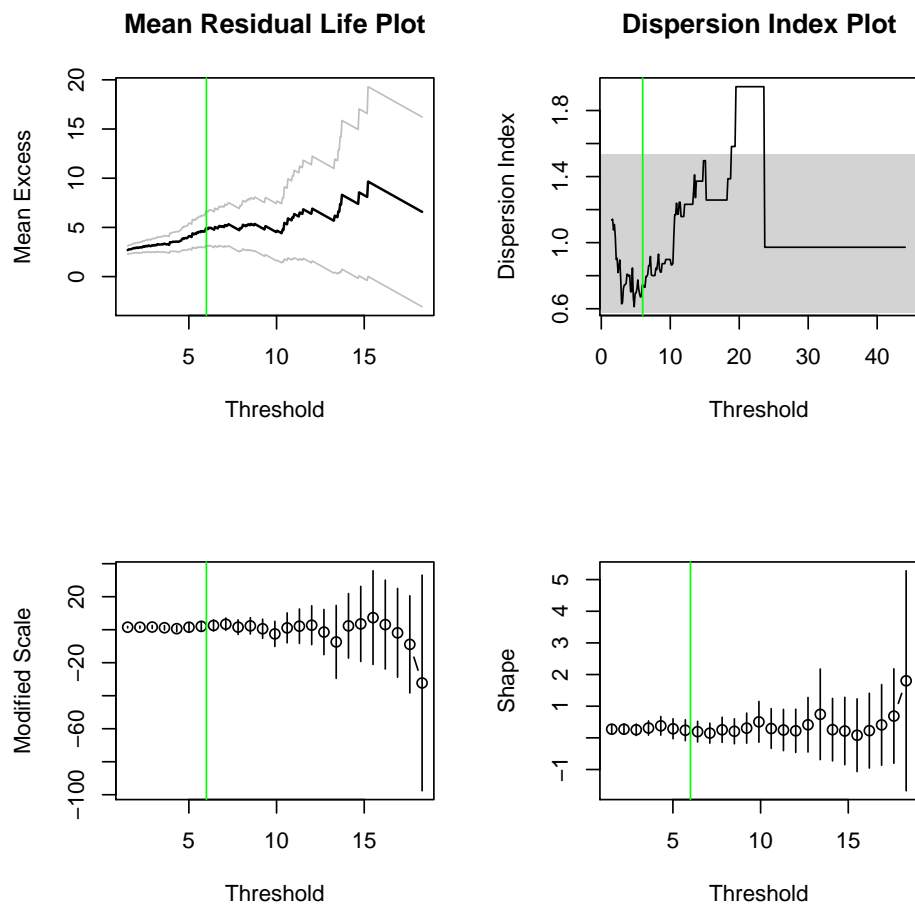 Mean Residual Life Plot
Mean Excess
0 5 10 15 20
5 10 15
Threshold
Dispersion Index Plot
Dispersion Index
0.6 1.0 1.4 1.8
0 10 20 30 40
Threshold
Modified Scale
−100 −60 −20 20
5 10 15
Threshold
Shape
−1 1 2 3 4 5
5 10 15
Threshold